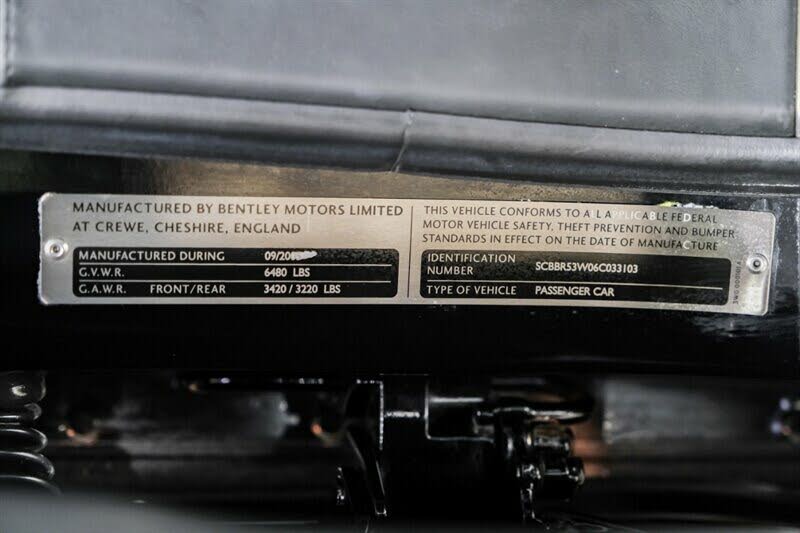 MANUFACTURED BY BENTLEY MOTORS LIMITED
AT CREWE, CHESHIRE, ENGLAND
MANUFACTURED DURING
G.V.W.R. 6480 LBS
G.A.W.R. FRONT/REAR 3420 / 3220 LBS
THIS VEHICLE CONFORMS TO ALL APPLICABLE FEDERAL
MOTOR VEHICLE SAFETY, THEFT PREVENTION AND BUMPER
STANDARDS IN EFFECT ON THE DATE OF MANUFACTURE
IDENTIFICATION
NUMBER SCBBR53W06C033103
TYPE OF VEHICLE PASSENGER CAR